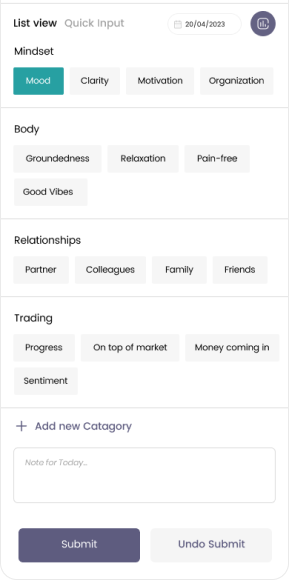 List view Quick Input 20/04/2023
Mindset
Mood Clarity Motivation Organization
Body
Groundedness Relaxation Pain-free
Good Vibes
Relationships
Partner Colleagues Family Friends
Trading
Progress On top of market Money coming in
Sentiment
+ Add new Catagory
Note for Today...
Submit Undo Submit